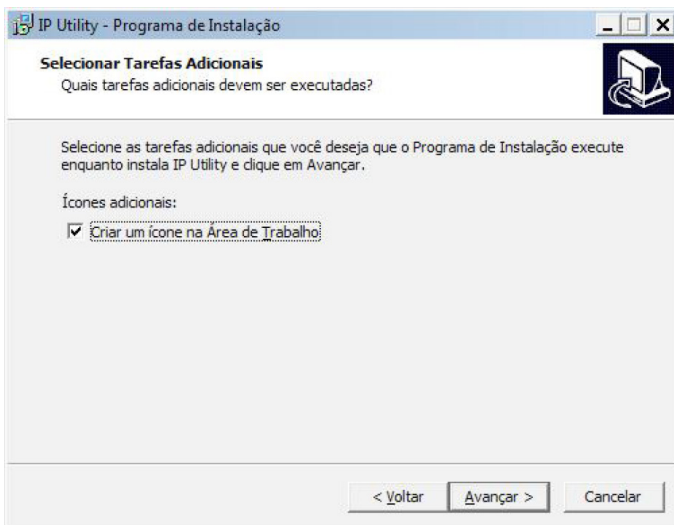 IP Utility - Programa de Instalação
Selecionar Tarefas Adicionais
Quais tarefas adicionais devem ser executadas?
Selecione as tarefas adicionais que você deseja que o Programa de Instalação execute
enquanto instala IP Utility e clique em Avançar.
Ícones adicionais:
Criar um ícone na Área de Trabalho
< Voltar Avançar > Cancelar